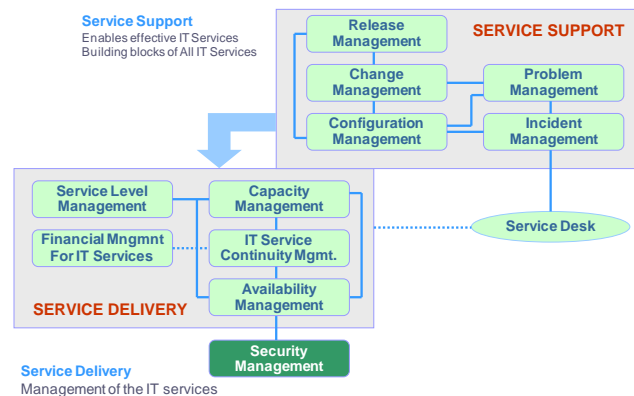 Service Support
Enables effective IT Services
Building blocks of All IT Services
SERVICE SUPPORT
Release
Management
Change
Management
Problem
Management
Configuration
Management
Incident
Management
Service Level
Management
Capacity
Management
Financial Mngmnt
For IT Services
IT Service
Continuity Mgmt.
Service Desk
Availability
Management
SERVICE DELIVERY
Security
Management
Service Delivery
Management of the IT services